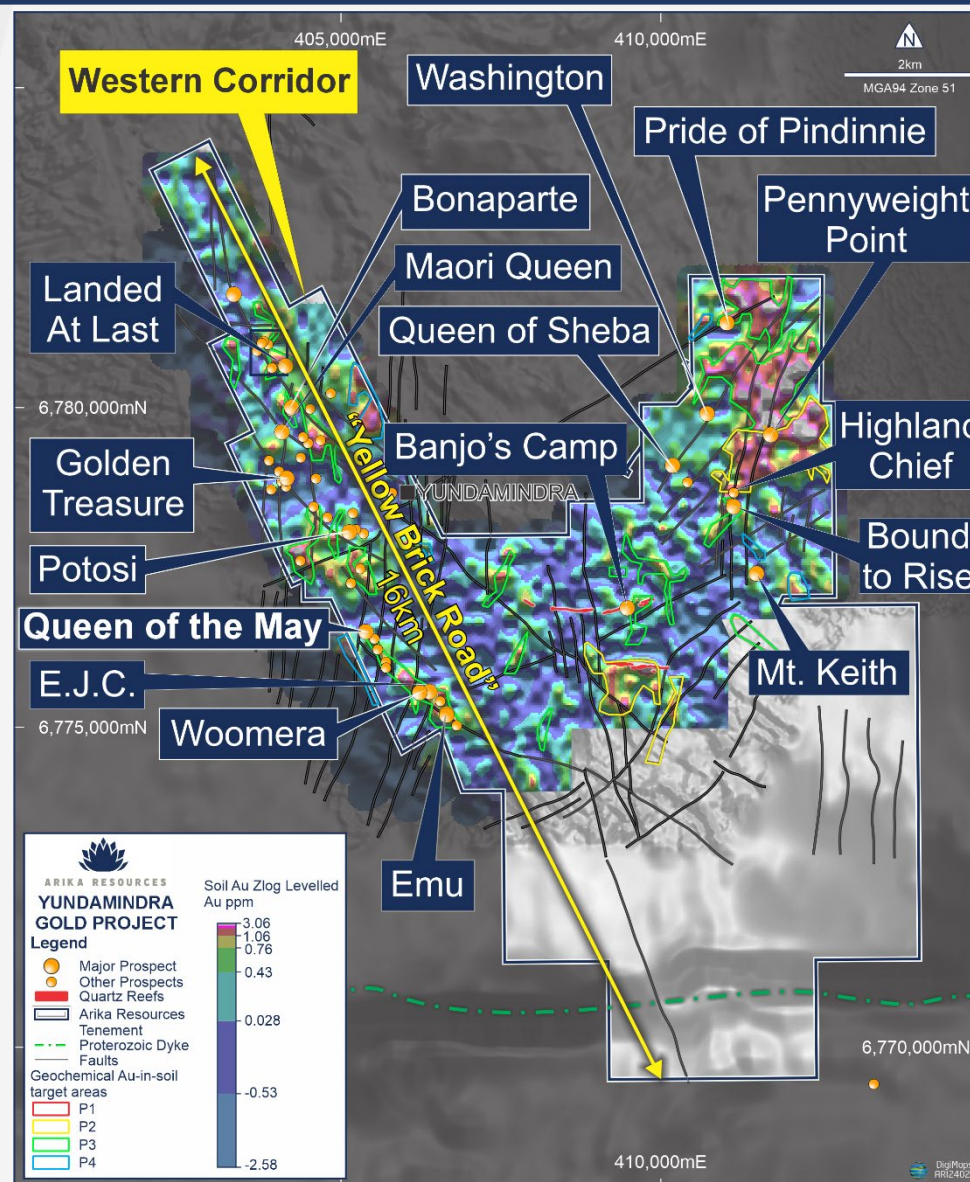 405,000mE
410,000mE
N
2km
MGA94 Zone 51
Western Corridor
Washington
Pride of Pindinnie
Bonaparte
Pennyweight
Point
Maori Queen
Landed
At Last
Queen of Sheba
6,780,000mN
Banjo's Camp
Highland
Chief
Golden
Treasure
YUNDAMINDRA
"Yellow Brick Road"
16km
Potosi
Bound
to Rise
Queen of the May
E.J.C.
Mt. Keith
Woomera
6,775,000mN
Emu
ARIKA RESOURCES
YUNDAMINDRA
GOLD PROJECT
Legend
Major Prospect
Other Prospects
Quartz Reefs
Arika Resources
Tenement
Proterozoic Dyke
Faults
Geochemical Au-in-soil
target areas
P1
P2
P3
P4
Soil Au Zlog Levelled
Au ppm
3.06
1.06
0.76
0.43
0.028
-0.53
-2.58
6,770,000mN
410,000mE
DigiMaps